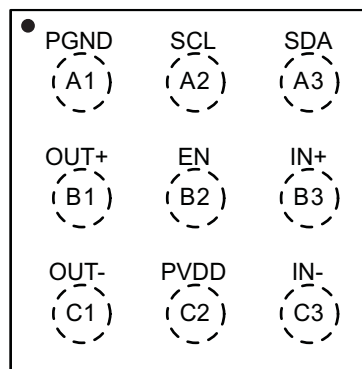 PGND SCL SDA
A1 A2 A3
OUT+ EN IN+
B1 B2 B3
OUT- PVDD IN-
C1 C2 C3